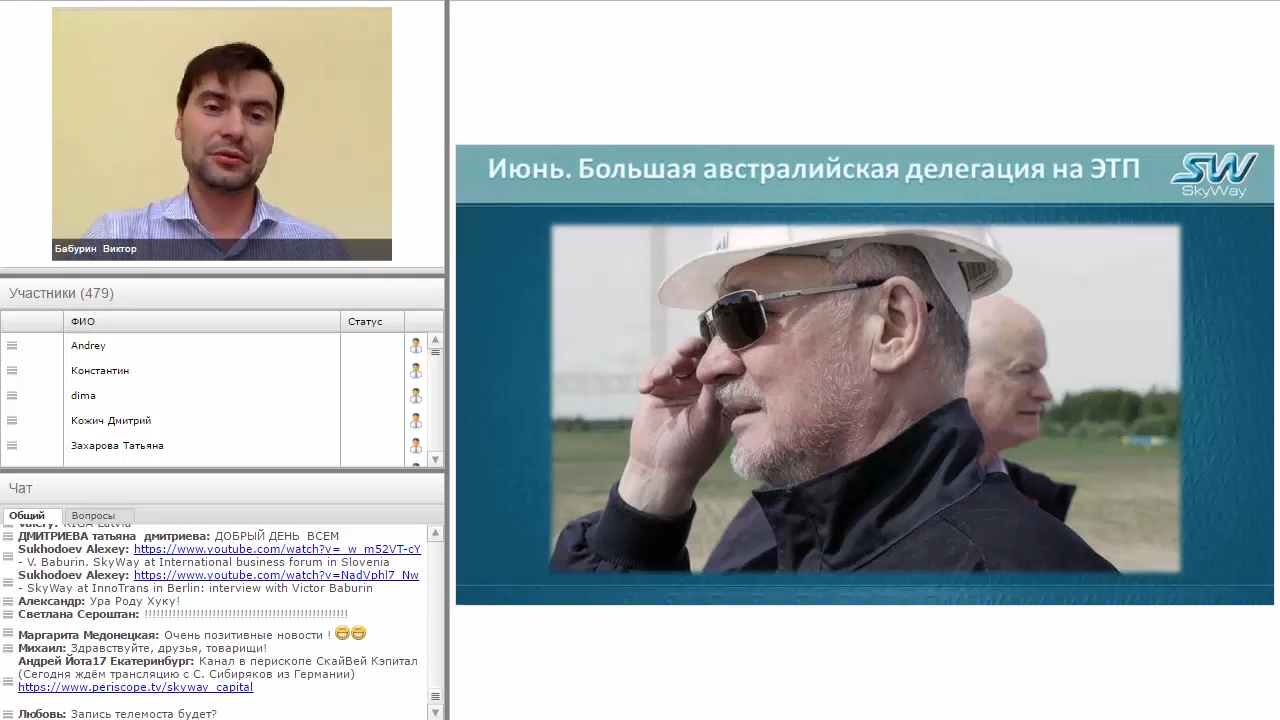 Бабурин Виктор
Участники (479)
ФИО
Статус
Andrey
Константин
dima
Кожич Дмитрий
Захарова Татьяна
Чат
Общий
Вопросы
Valery: RIGA Latvia
ДМИТРИЕВА татьяна дмитриева: ДОБРЫЙ ДЕНЬ ВСЕМ
Sukhodoev Alexey: https://www.youtube.com/watch?v=_w_m52VT-cY
- V. Baburin. SkyWay at International business forum in Slovenia
Sukhodoev Alexey: https://www.youtube.com/watch?v=NadVphl7_Nw
- SkyWay at InnoTrans in Berlin: interview with Victor Baburin
Александр: Ура Роду Хуку!
Светлана Сероштан: !!!!!!!!!!!!!!!!!!!!!!!!!!!!!!!!!!!!!!!!!!!!!!!!!!
Маргарита Медонецкая: Очень позитивные новости !
Михаил: Здравствуйте, друзья, товарищи!
Андрей Йота17 Екатеринбург: Канал в перископе СкайВей Кэпитал
(Сегодня ждём трансляцию с С. Сибиряков из Германии)
https://www.periscope.tv/skyway_capital
Любовь: Запись телемоста будет?
Июнь. Большая австралийская делегация на ЭТП
SW
SkyWay